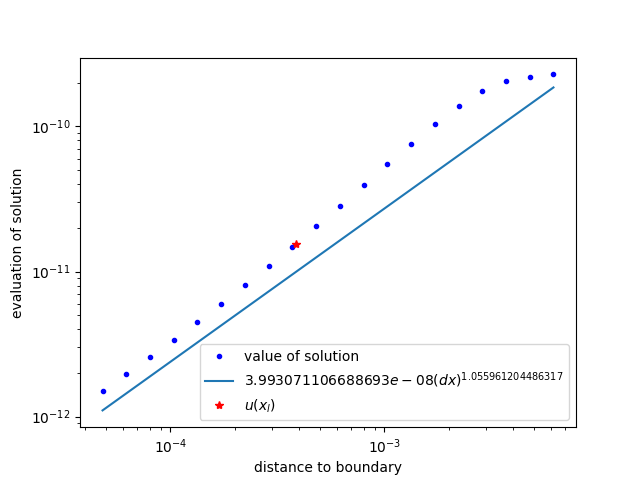 evaluation of solution
10⁻¹⁰
10⁻¹¹
10⁻¹²
value of solution
3.993071106688693e − 08(dx)¹·⁰⁵⁵⁹⁶¹²⁰⁴⁴⁸⁶³¹⁷
u(x_l)
10⁻⁴
10⁻³
distance to boundary